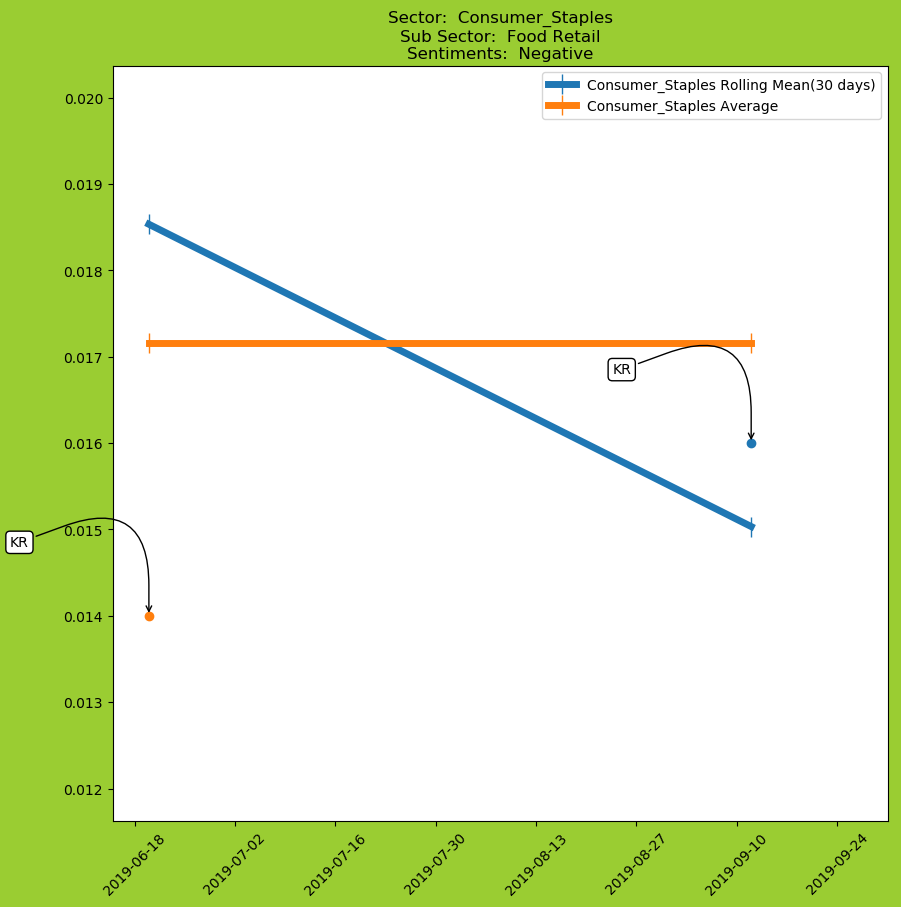 Sector:  Consumer_Staples
Sub Sector:  Food Retail
Sentiments:  Negative
Consumer_Staples Rolling Mean(30 days)
Consumer_Staples Average
0.020
0.019
0.018
0.017
0.016
0.015
0.014
0.013
0.012
KR
KR
2019-06-18
2019-07-02
2019-07-16
2019-07-30
2019-08-13
2019-08-27
2019-09-10
2019-09-24